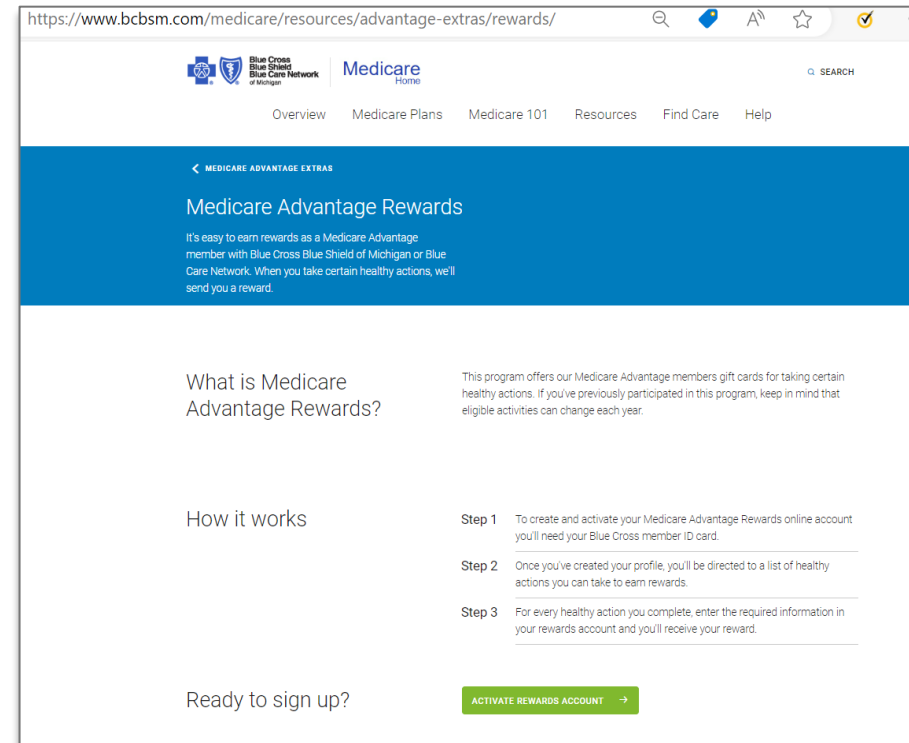 https://www.bcbsm.com/medicare/resources/advantage-extras/rewards/
Blue Cross
Blue Shield
Blue Care Network
of Michigan
Medicare
Home
SEARCH
Overview Medicare Plans Medicare 101 Resources Find Care Help
MEDICARE ADVANTAGE EXTRAS
Medicare Advantage Rewards
It's easy to earn rewards as a Medicare Advantage
member with Blue Cross Blue Shield of Michigan or Blue
Care Network. When you take certain healthy actions, we'll
send you a reward.
What is Medicare
Advantage Rewards?
This program offers our Medicare Advantage members gift cards for taking certain
healthy actions. If you've previously participated in this program, keep in mind that
eligible activities can change each year.
How it works
Step 1 To create and activate your Medicare Advantage Rewards online account
you'll need your Blue Cross member ID card.
Step 2 Once you've created your profile, you'll be directed to a list of healthy
actions you can take to earn rewards.
Step 3 For every healthy action you complete, enter the required information in
your rewards account and you'll receive your reward.
Ready to sign up?
ACTIVATE REWARDS ACCOUNT